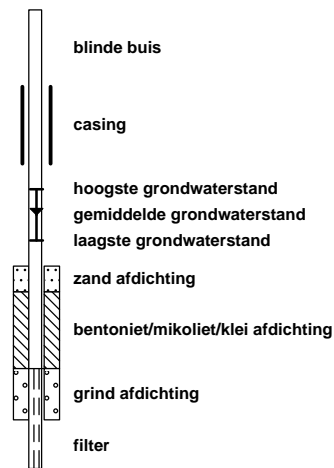 blinde buis
casing
hoogste grondwaterstand
gemiddelde grondwaterstand
laagste grondwaterstand
zand afdichting
bentoniet/mikoliet/klei afdichting
grind afdichting
filter